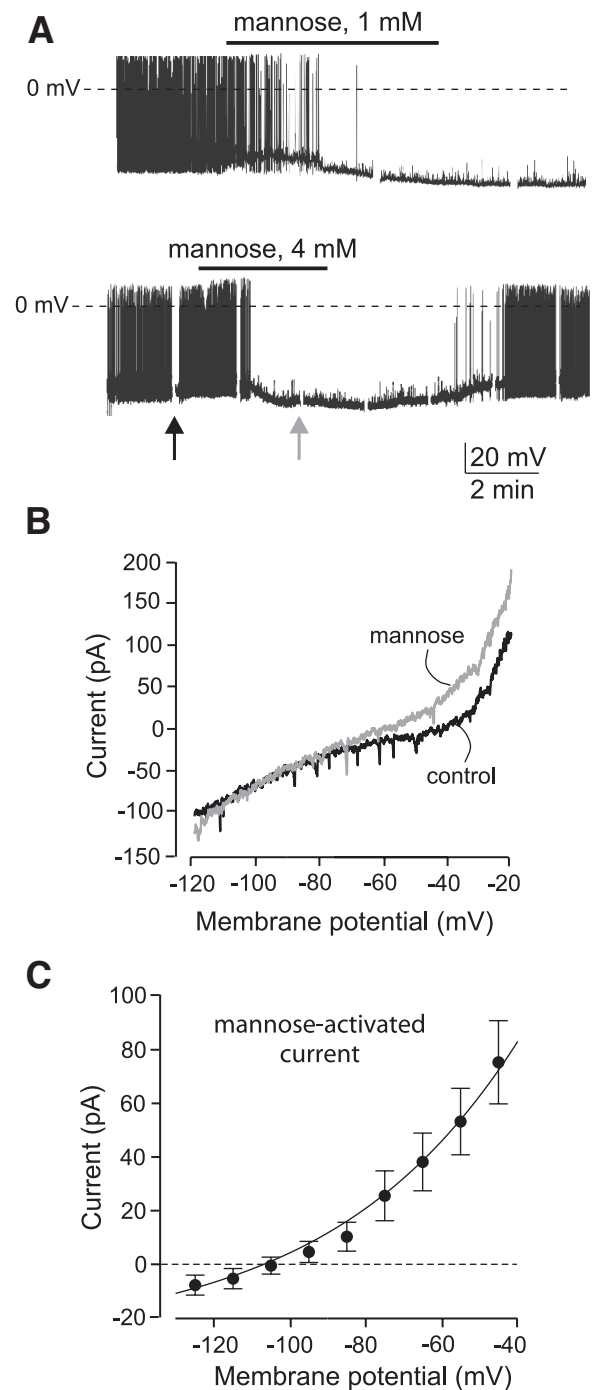 A
mannose, 1 mM
0 mV
mannose, 4 mM
0 mV
20 mV
2 min
B
200
150
100
50
0
-50
-100
-150
Current (pA)
mannose
control
-120 -100 -80 -60 -40 -20
Membrane potential (mV)
C
100
80
60
40
20
0
-20
Current (pA)
mannose-activated
current
-120 -100 -80 -60 -40
Membrane potential (mV)